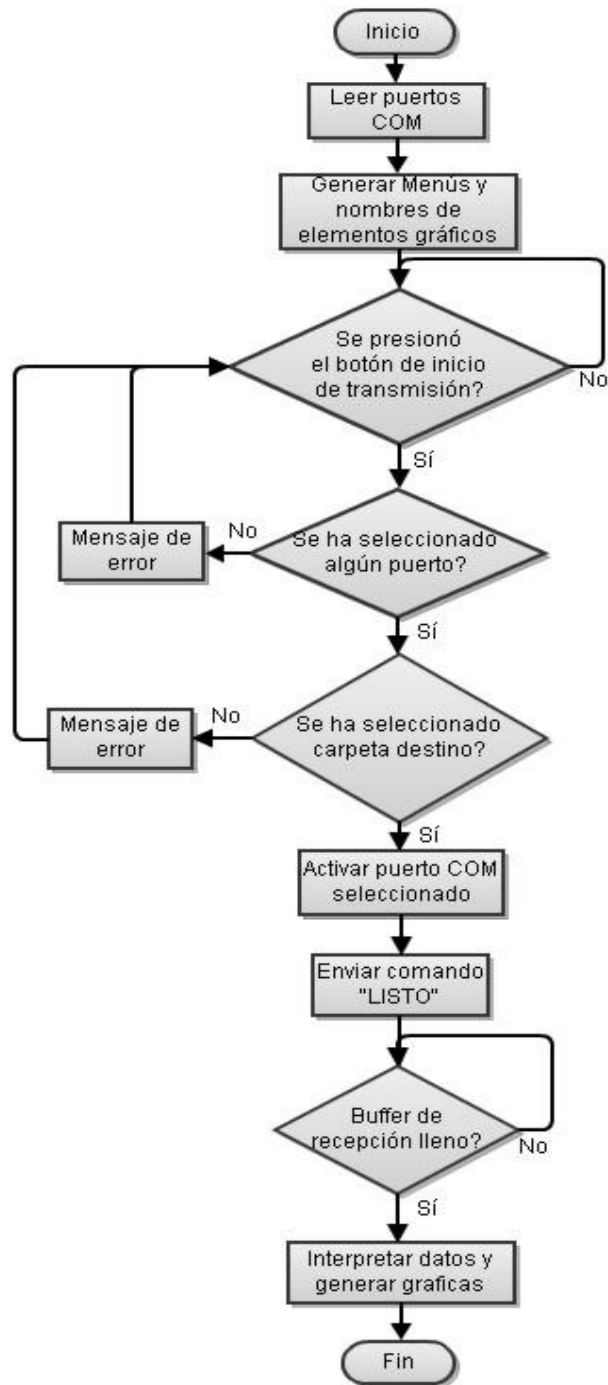 Inicio
Leer puertos
COM
Generar Menús y
nombres de
elementos gráficos
Se presionó
el botón de inicio
de transmisión?
No
Sí
Mensaje de
error
No
Se ha seleccionado
algún puerto?
Sí
Mensaje de
error
No
Se ha seleccionado
carpeta destino?
Sí
Activar puerto COM
seleccionado
Enviar comando
"LISTO"
Buffer de
recepción lleno?
No
Sí
Interpretar datos y
generar graficas
Fin